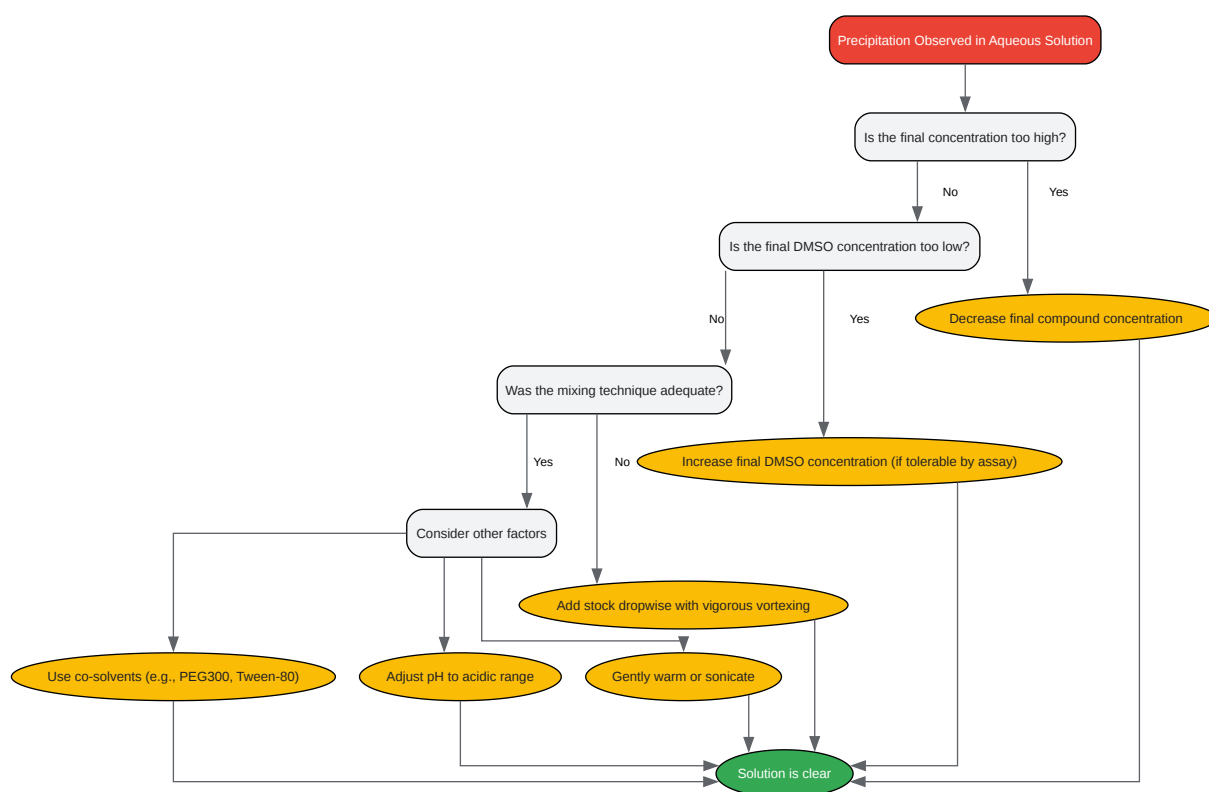 Precipitation Observed in Aqueous Solution
Is the final concentration too high?
No
Yes
Is the final DMSO concentration too low?
Decrease final compound concentration
No
Yes
Was the mixing technique adequate?
Increase final DMSO concentration (if tolerable by assay)
Yes
No
Consider other factors
Add stock dropwise with vigorous vortexing
Use co-solvents (e.g., PEG300, Tween-80)
Adjust pH to acidic range
Gently warm or sonicate
Solution is clear